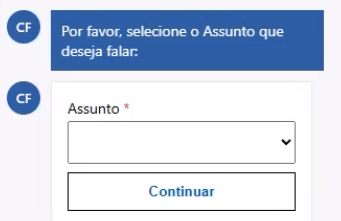 CF
Por favor, selecione o Assunto que
deseja falar:
CF
Assunto *
Continuar